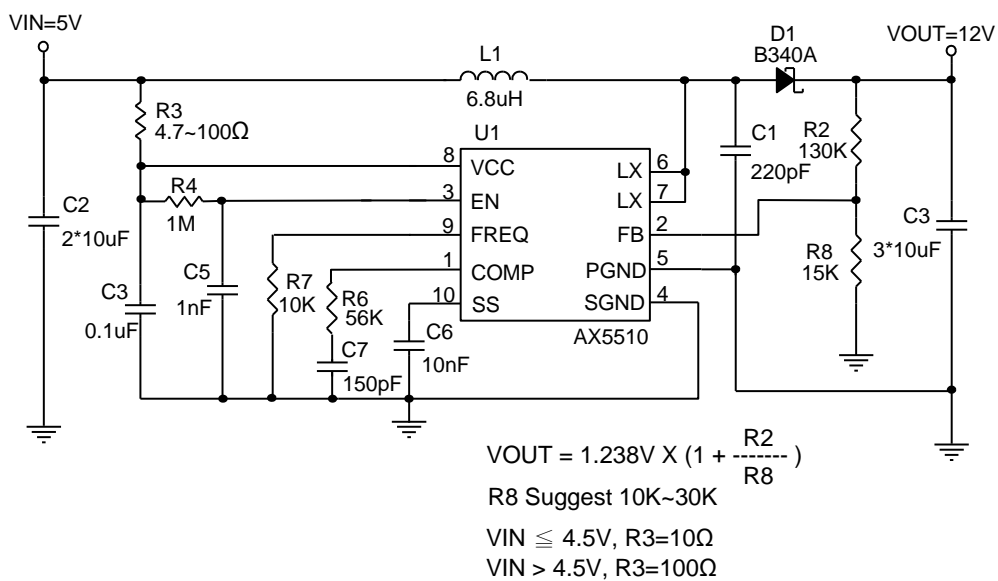 VIN=5V
VOUT=12V
D1
B340A
L1
6.8uH
R3
4.7~100Ω
U1
C1
220pF
R2
130K
8
VCC
LX
6
R4
1M
3
EN
LX
7
C2
2*10uF
9
FREQ
FB
2
C3
3*10uF
C5
1nF
R7
10K
1
COMP
PGND
5
R8
15K
C3
0.1uF
R6
56K
10
SS
SGND
4
AX5510
C6
10nF
C7
150pF
VOUT = 1.238V X (1 + R2 ------- R8 )
R8 Suggest 10K~30K
VIN ≦ 4.5V, R3=10Ω
VIN > 4.5V, R3=100Ω